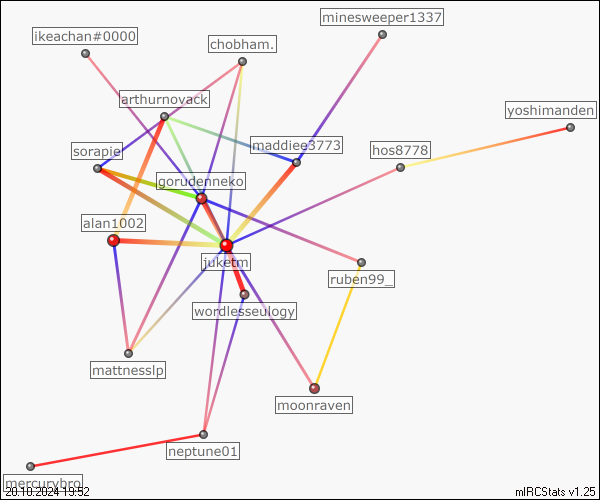 minesweeper1337
ikeachan#0000
chobham.
arthurnovack
yoshimanden
maddiee3773
hos8778
sorapie
gorudenneko
alan1002
juketm
ruben99_
wordlesseulogy
mattnesslp
moonraven
neptune01
mercurybro
20.10.2024 19:52
mIRCStats v1.25